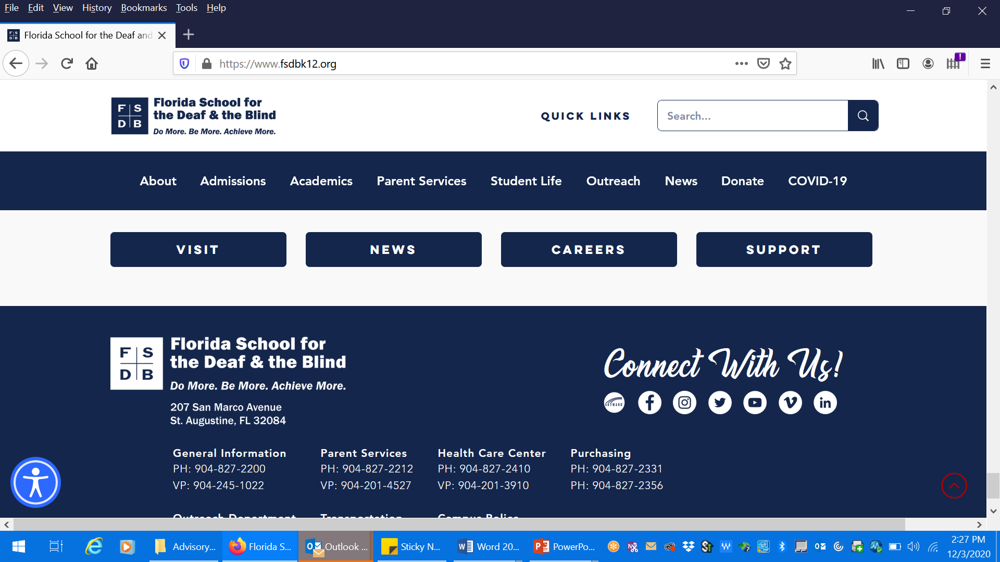 File Edit View History Bookmarks Tools Help
Florida School for the Deaf and
https://www.fsdbk12.org
F S
D B
Florida School for
the Deaf & the Blind
Do More. Be More. Achieve More.
QUICK LINKS
Search...
About Admissions Academics Parent Services Student Life Outreach News Donate COVID-19
VISIT NEWS CAREERS SUPPORT
F S
D B
Florida School for
the Deaf & the Blind
Do More. Be More. Achieve More.
207 San Marco Avenue
St. Augustine, FL 32084
Connect With Us!
SKYWARD
General Information
PH: 904-827-2200
VP: 904-245-1022
Parent Services
PH: 904-827-2212
VP: 904-201-4527
Health Care Center
PH: 904-827-2410
VP: 904-201-3910
Purchasing
PH: 904-827-2331
PH: 904-827-2356
Outreach Department Transportation Campus Police
Advisory... Florida S... Outlook ... Sticky N... Word 20... PowerPo...
2:27 PM
12/3/2020